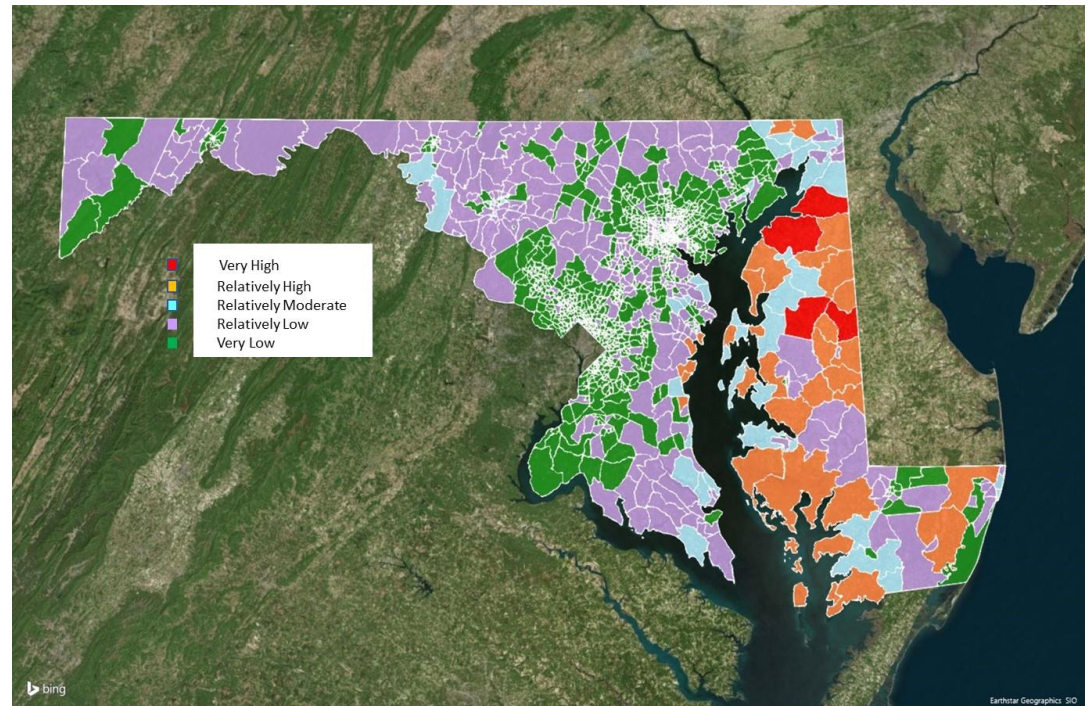 Very High
Relatively High
Relatively Moderate
Relatively Low
Very Low
bing
Earthstar Geographics SIO